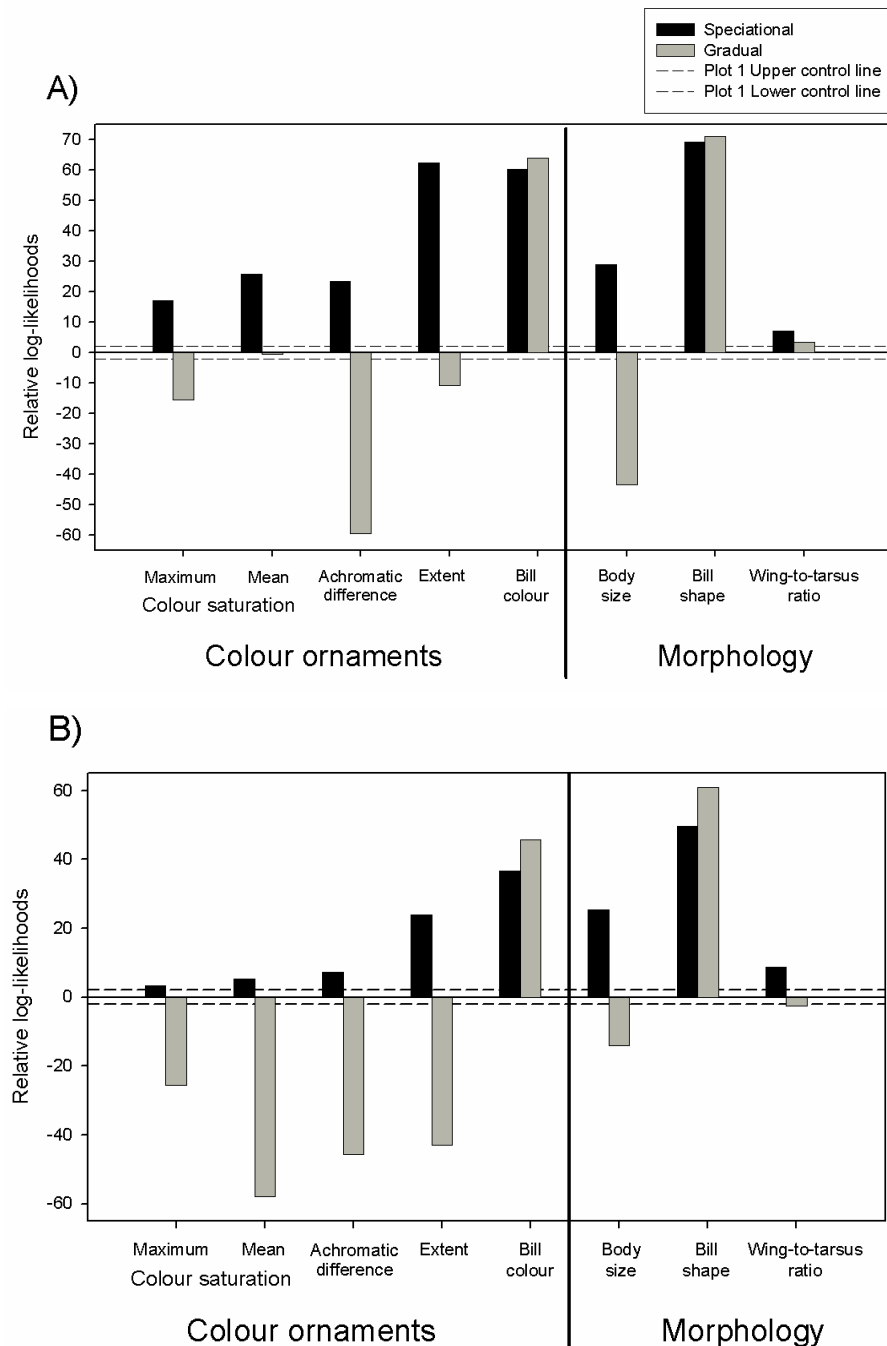 Speciational
Gradual
Plot 1 Upper control line
Plot 1 Lower control line
A)
70
60
50
40
30
20
10
0
-10
-20
-30
-40
-50
-60
Relative log-likelihoods
Maximum Mean Achromatic difference Extent Bill colour Body size Bill shape Wing-to-tarsus ratio
Colour saturation
Colour ornaments Morphology
B)
60
40
20
0
-20
-40
-60
Relative log-likelihoods
Maximum Mean Achromatic difference Extent Bill colour Body size Bill shape Wing-to-tarsus ratio
Colour saturation
Colour ornaments Morphology